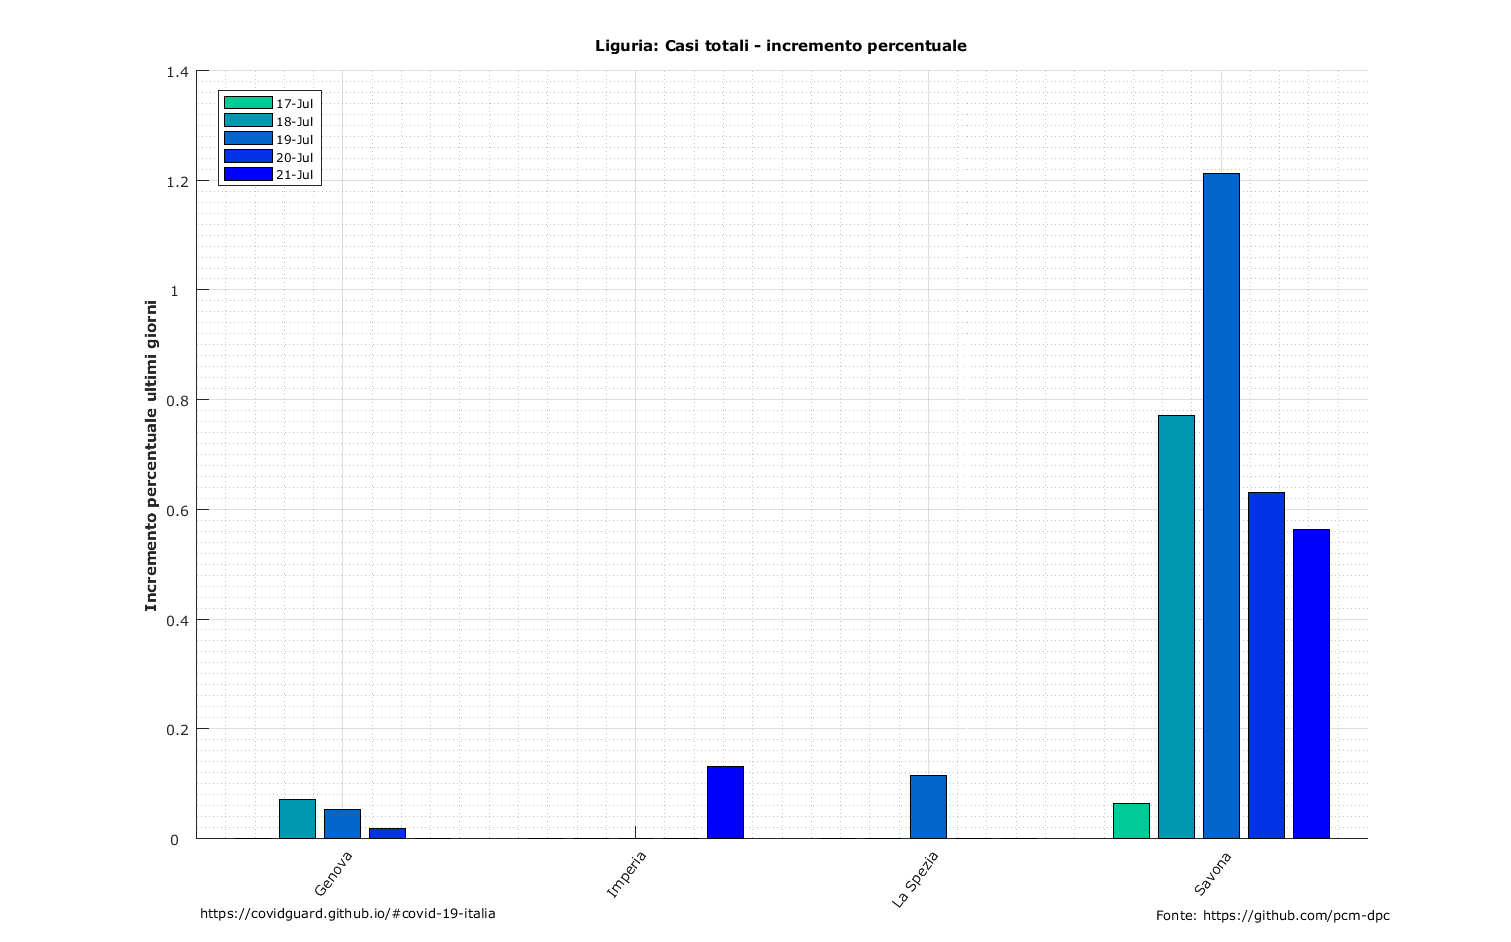 Liguria: Casi totali - incremento percentuale
1.4
1.2
1
0.8
0.6
0.4
0.2
0
Incremento percentuale ultimi giorni
17-Jul
18-Jul
19-Jul
20-Jul
21-Jul
Genova
Imperia
La Spezia
Savona
https://covidguard.github.io/#covid-19-italia
Fonte: https://github.com/pcm-dpc